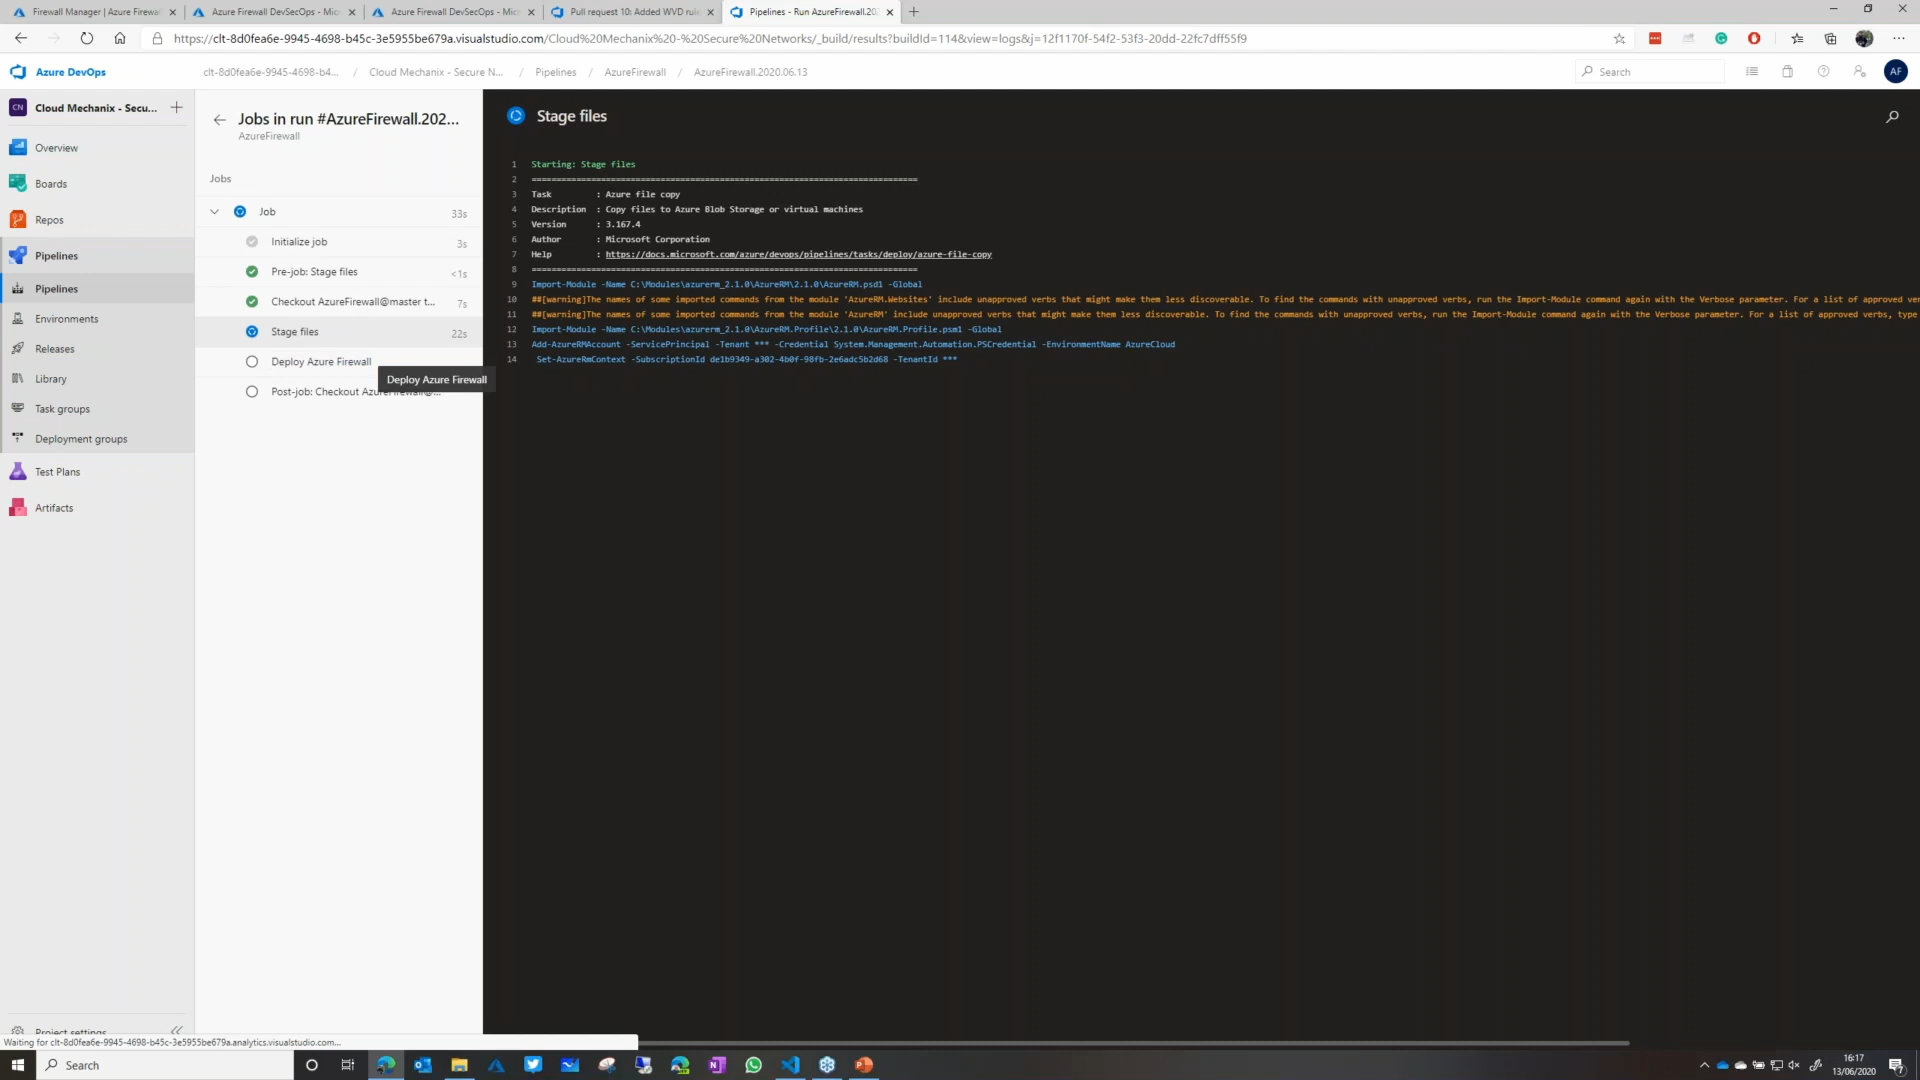 Firewall Manager | Azure Firewa
Azure Firewall DevSecOps - Mic
Azure Firewall DevSecOps - Mic
Pull request 10: Added WVD rule
Pipelines - Run AzureFirewall.202
https://clt-8d0fea6e-9945-4698-b45c-3e5955be679a.visualstudio.com/Cloud%20Mechanix%20-%20Secure%20Networks/_build/results?buildId=114&view=logs&j=12f1170f-54f2-53f3-20dd-22fc7dff55f9
Azure DevOps
clt-8d0fea6e-9945-4698-b4... / Cloud Mechanix - Secure N... / Pipelines / AzureFirewall / AzureFirewall.2020.06.13
Search
AF
CN
Cloud Mechanix - Secu...
Overview
Boards
Repos
Pipelines
Pipelines
Environments
Releases
Library
Task groups
Deployment groups
Test Plans
Artifacts
Project settings
Jobs in run #AzureFirewall.202...
AzureFirewall
Jobs
Job 33s
Initialize job 3s
Pre-job: Stage files <1s
Checkout AzureFirewall@master t... 7s
Stage files 22s
Deploy Azure Firewall
Deploy Azure Firewall
Post-job: Checkout AzureFirewall@...
Stage files
1 Starting: Stage files
2 ==============================================================================
3 Task : Azure file copy
4 Description : Copy files to Azure Blob Storage or virtual machines
5 Version : 3.167.4
6 Author : Microsoft Corporation
7 Help : https://docs.microsoft.com/azure/devops/pipelines/tasks/deploy/azure-file-copy
8 ==============================================================================
9 Import-Module -Name C:\Modules\azurerm_2.1.0\AzureRM\2.1.0\AzureRM.psd1 -Global
10 ##[warning]The names of some imported commands from the module 'AzureRM.Websites' include unapproved verbs that might make them less discoverable. To find the commands with unapproved verbs, run the Import-Module command again with the Verbose parameter. For a list of approved ver
11 ##[warning]The names of some imported commands from the module 'AzureRM' include unapproved verbs that might make them less discoverable. To find the commands with unapproved verbs, run the Import-Module command again with the Verbose parameter. For a list of approved verbs, type
12 Import-Module -Name C:\Modules\azurerm_2.1.0\AzureRM.Profile\2.1.0\AzureRM.Profile.psm1 -Global
13 Add-AzureRMAccount -ServicePrincipal -Tenant *** -Credential System.Management.Automation.PSCredential -EnvironmentName AzureCloud
14 Set-AzureRmContext -SubscriptionId de1b9349-a302-4b0f-98fb-2e6adc5b2d68 -TenantId ***
Waiting for clt-8d0fea6e-9945-4698-b45c-3e5955be679a.analytics.visualstudio.com...
Search
16:17
13/06/2020